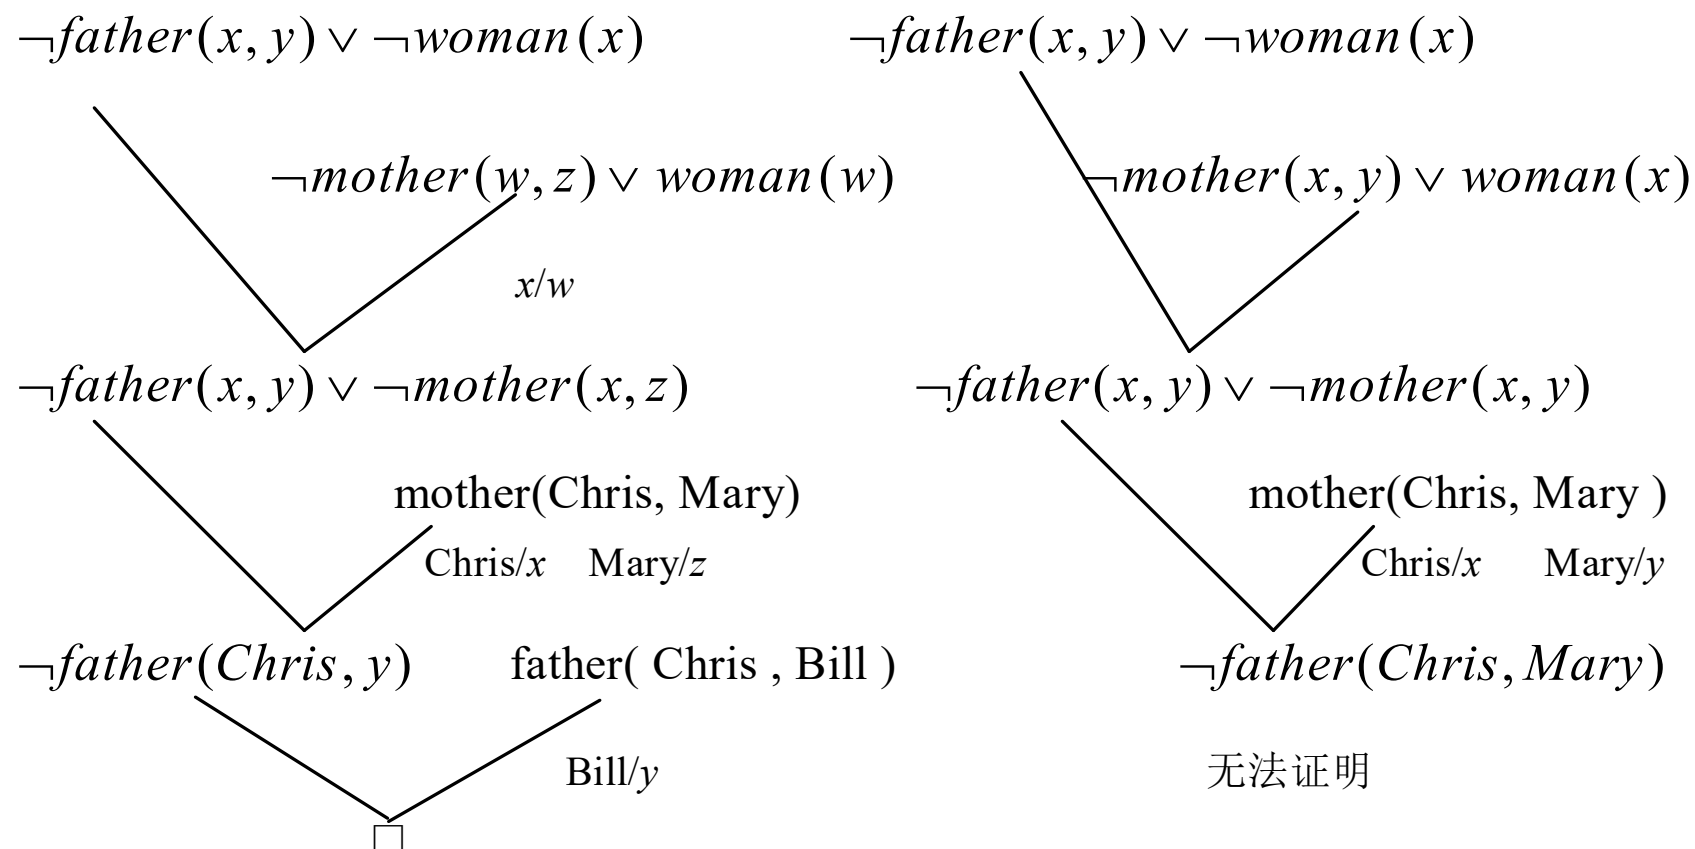 ¬father(x, y) ∨ ¬woman(x)
¬mother(w, z) ∨ woman(w)
x/w
¬father(x, y) ∨ ¬mother(x, z)
mother(Chris, Mary)
Chris/x Mary/z
¬father(Chris, y) father( Chris , Bill )
Bill/y
□
¬father(x, y) ∨ ¬woman(x)
¬mother(x, y) ∨ woman(x)
¬father(x, y) ∨ ¬mother(x, y)
mother(Chris, Mary )
Chris/x Mary/y
¬father(Chris, Mary)
无法证明